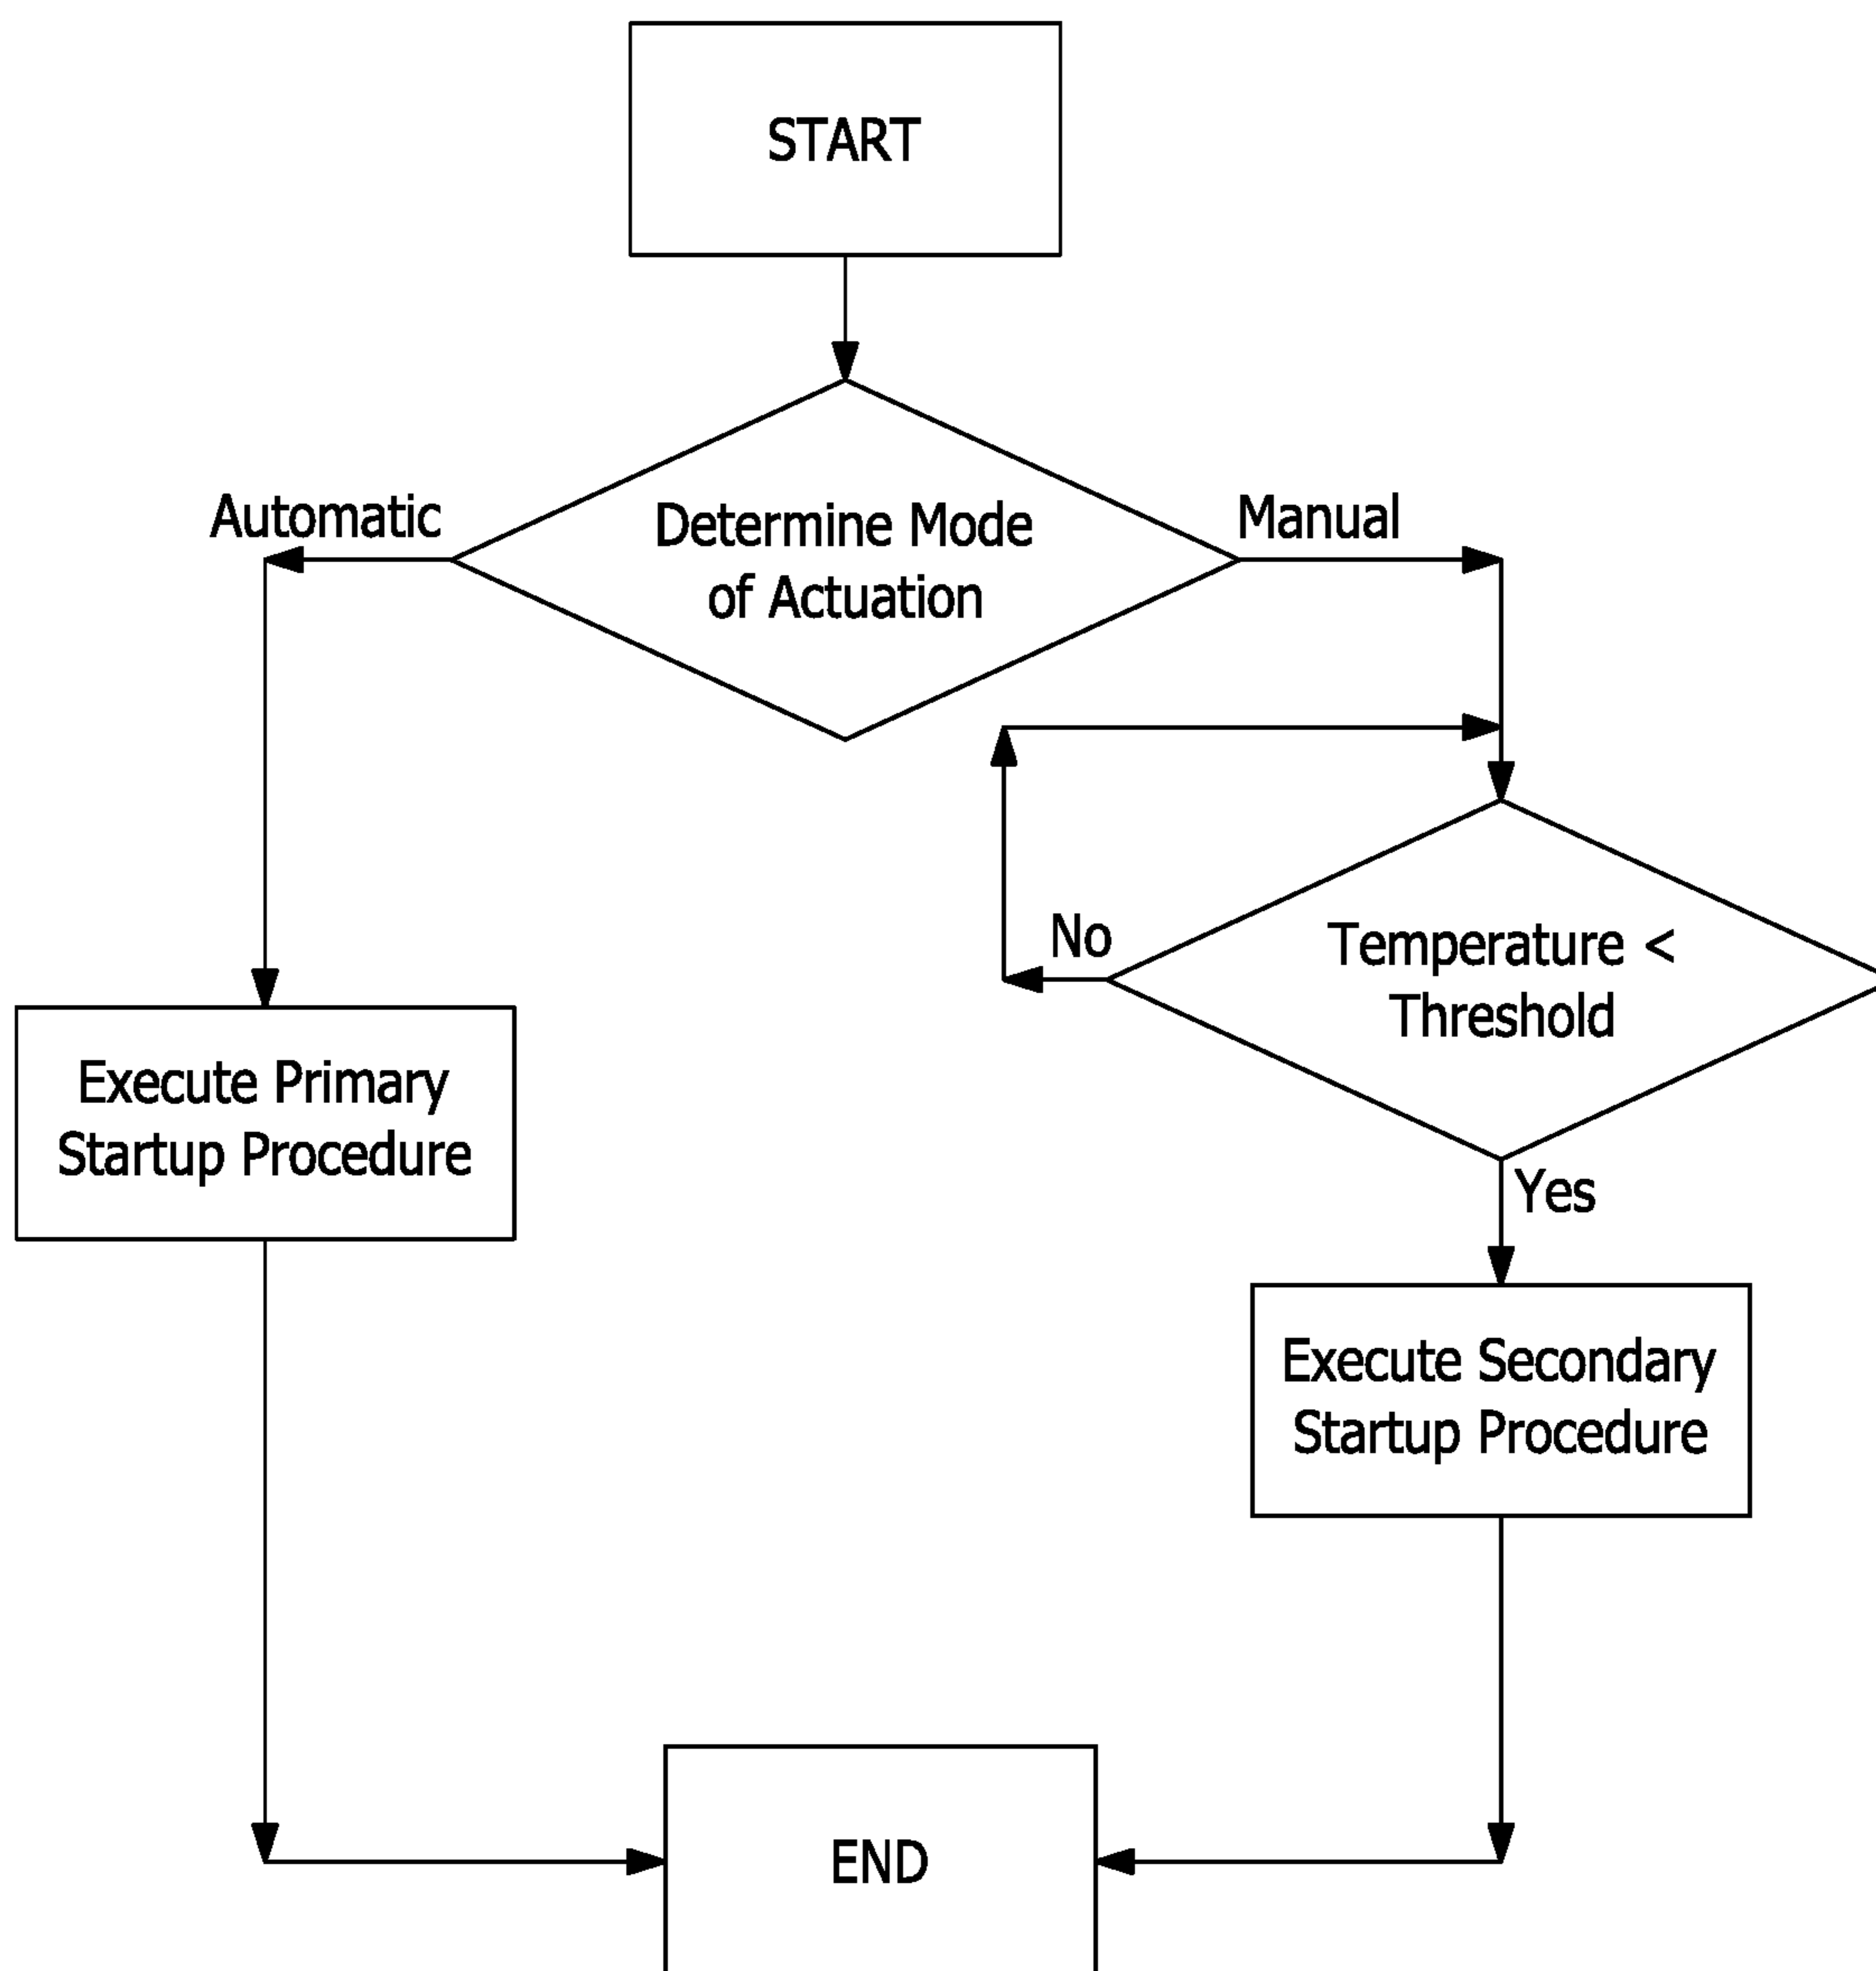 START
Automatic
Determine Mode
of Actuation
Manual
No
Temperature <
Threshold
Execute Primary
Startup Procedure
Yes
Execute Secondary
Startup Procedure
END